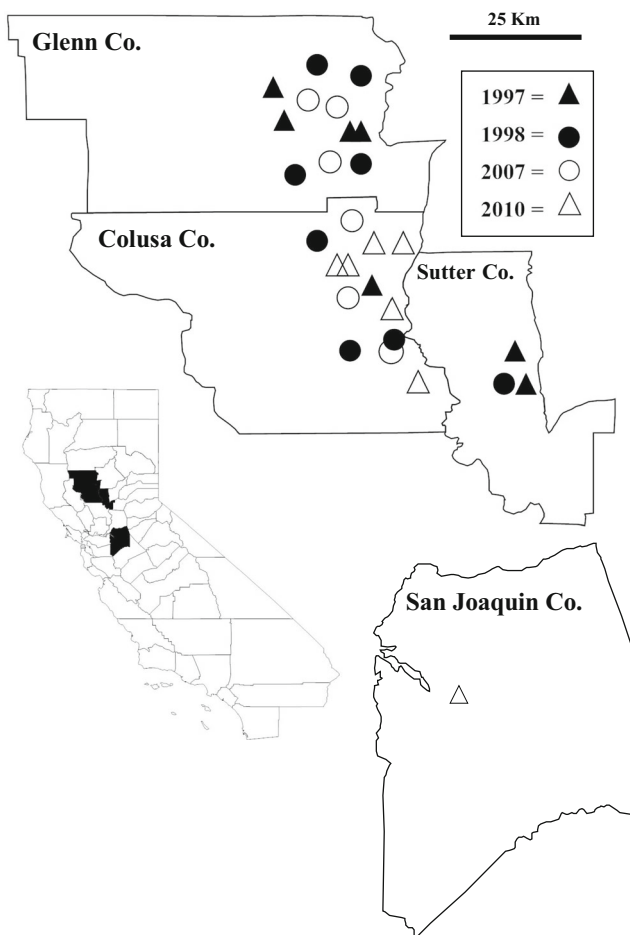 Glenn Co.
25 Km
1997 =
1998 =
2007 =
2010 =
Colusa Co.
Sutter Co.
San Joaquin Co.